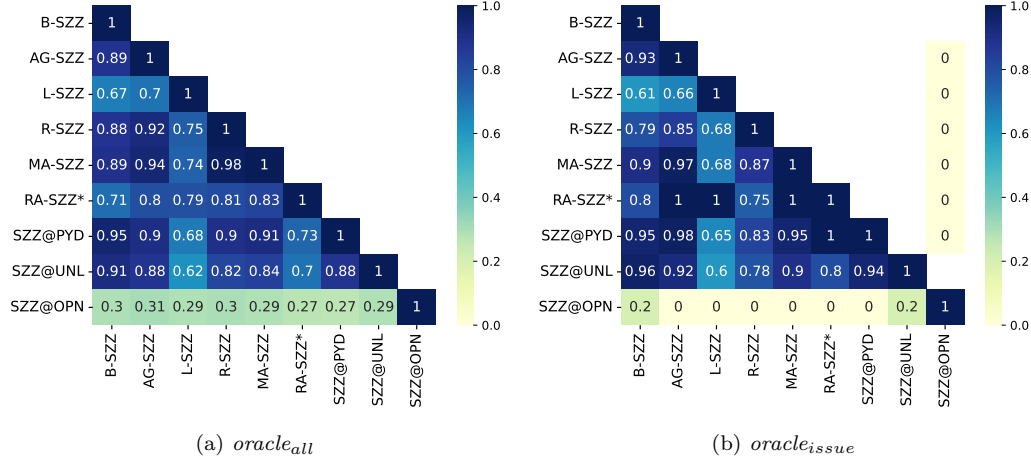 B-SZZ 1
AG-SZZ 0.89 1
L-SZZ 0.67 0.7 1
R-SZZ 0.88 0.92 0.75 1
MA-SZZ 0.89 0.94 0.74 0.98 1
RA-SZZ* 0.71 0.8 0.79 0.81 0.83 1
SZZ@PYD 0.95 0.9 0.68 0.9 0.91 0.73 1
SZZ@UNL 0.91 0.88 0.62 0.82 0.84 0.7 0.88 1
SZZ@OPN 0.3 0.31 0.29 0.3 0.29 0.27 0.27 0.29 1
B-SZZ AG-SZZ L-SZZ R-SZZ MA-SZZ RA-SZZ* SZZ@PYD SZZ@UNL SZZ@OPN
1.0
0.8
0.6
0.4
0.2
0.0
(a) oracle_all
B-SZZ 1
AG-SZZ 0.93 1 0
L-SZZ 0.61 0.66 1 0
R-SZZ 0.79 0.85 0.68 1 0
MA-SZZ 0.9 0.97 0.68 0.87 1 0
RA-SZZ* 0.8 1 1 0.75 1 1 0
SZZ@PYD 0.95 0.98 0.65 0.83 0.95 1 1 0
SZZ@UNL 0.96 0.92 0.6 0.78 0.9 0.8 0.94 1
SZZ@OPN 0.2 0 0 0 0 0 0 0.2 1
B-SZZ AG-SZZ L-SZZ R-SZZ MA-SZZ RA-SZZ* SZZ@PYD SZZ@UNL SZZ@OPN
1.0
0.8
0.6
0.4
0.2
0.0
(b) oracle_issue